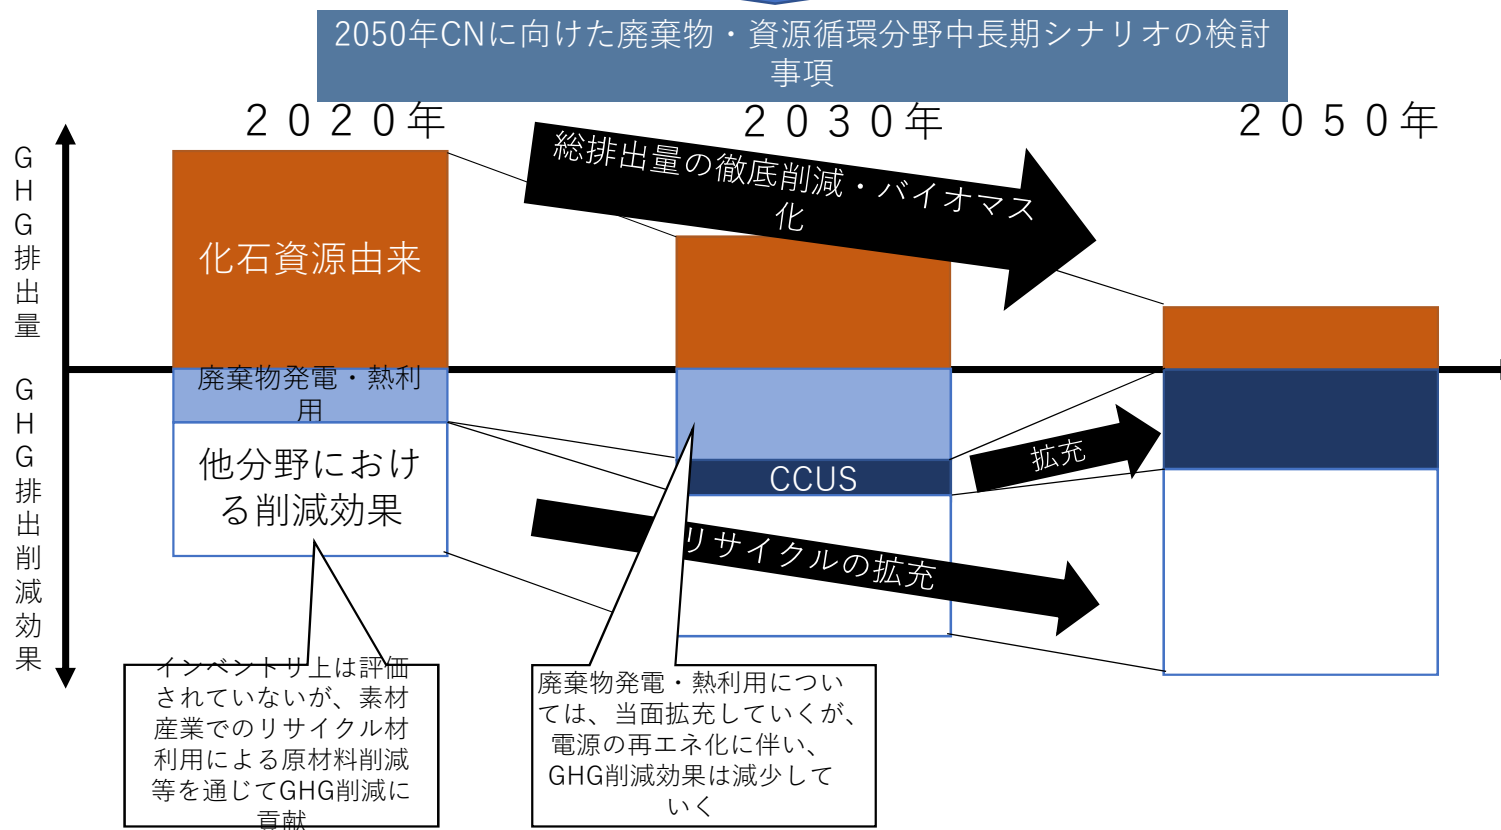 2050年CNに向けた廃棄物・資源循環分野中長期シナリオの検討
事項
２０２０年
２０３０年
２０５０年
GHG排出量
GHG排出削減効果
総排出量の徹底削減・バイオマス
化
化石資源由来
廃棄物発電・熱利
用
他分野におけ
る削減効果
CCUS
拡充
リサイクルの拡充
インベントリ上は評価
されていないが、素材
産業でのリサイクル材
利用による原材料削減
等を通じてGHG削減に
貢献
廃棄物発電・熱利用につい
ては、当面拡充していくが、
電源の再エネ化に伴い、
GHG削減効果は減少して
いく